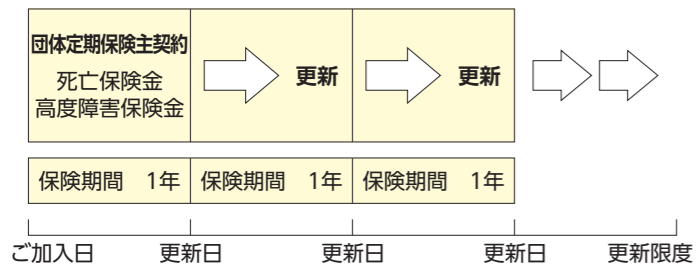 団体定期保険主契約
死亡保険金
高度障害保険金
更新
更新
保険期間　1年
保険期間　1年
保険期間　1年
ご加入日
更新日
更新日
更新日
更新限度